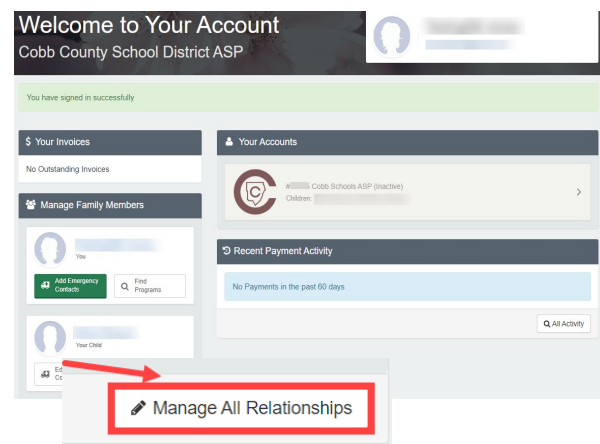 Welcome to Your Account
Cobb County School District ASP
You have signed in successfully
$ Your Invoices
No Outstanding Invoices
Manage Family Members
You
Add Emergency
Contacts
Find
Programs
Your Child
Ed
Co
Your Accounts
C
# Cobb Schools ASP (Inactive)
Children:
Recent Payment Activity
No Payments in the past 60 days
All Activity
Manage All Relationships